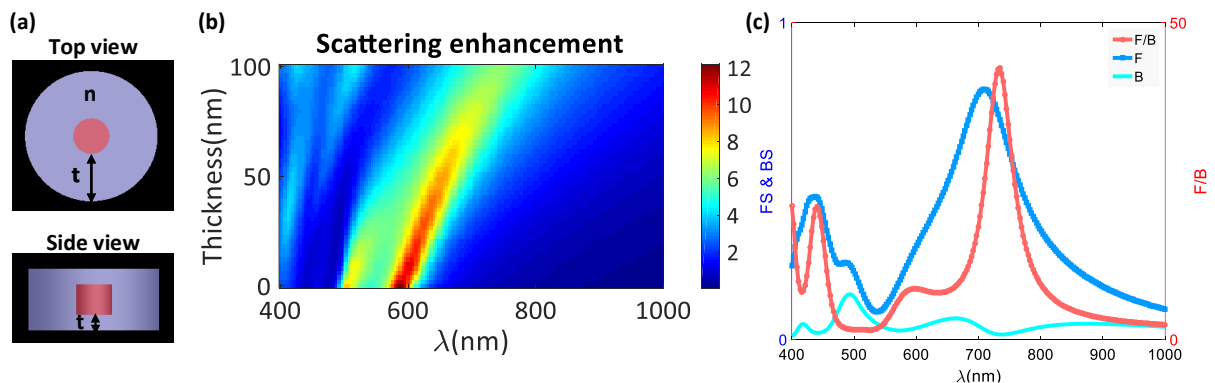 (a)
Top view
n
t
Side view
t
(b)
Scattering enhancement
Thickness(nm)
100
50
0
400
600
800
1000
λ(nm)
12
10
8
6
4
2
(c)
1
FS & BS
1
50
F/B
0
F/B
F
B
400
500
600
700
800
900
1000
λ(nm)